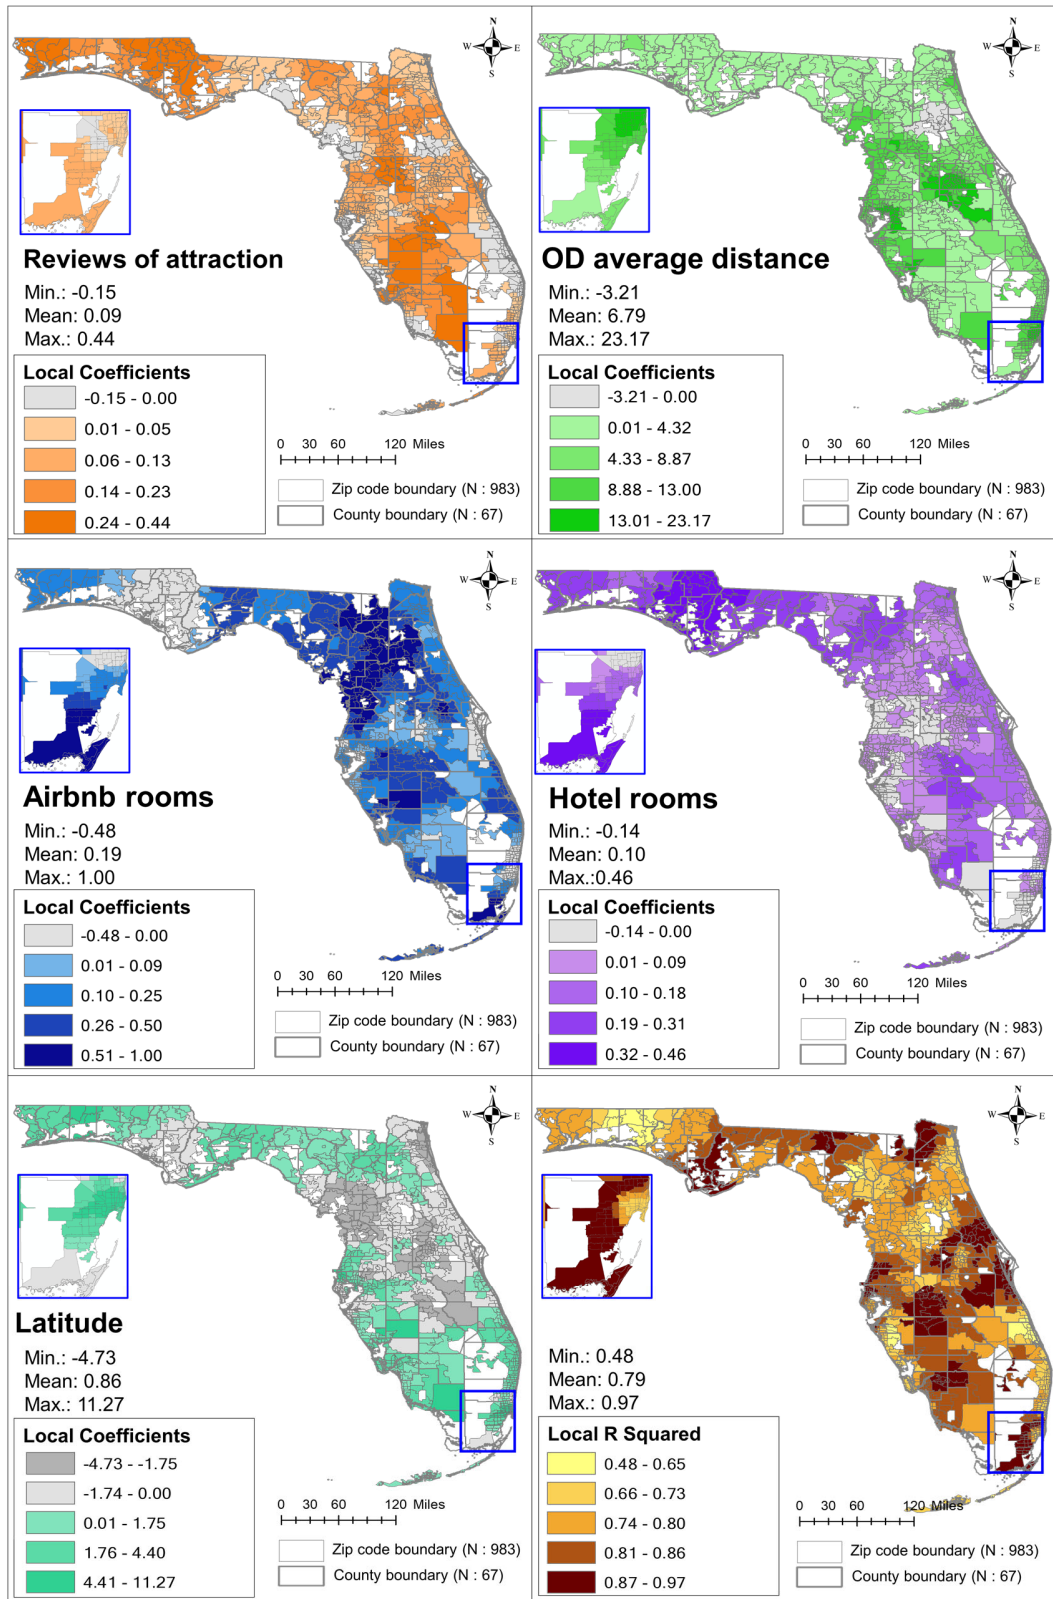 N
W E
S
Reviews of attraction
Min.: -0.15
Mean: 0.09
Max.: 0.44
Local Coefficients
-0.15 - 0.00
0.01 - 0.05
0.06 - 0.13
0.14 - 0.23
0.24 - 0.44
0 30 60 120 Miles
Zip code boundary (N : 983)
County boundary (N : 67)
N
W E
S
OD average distance
Min.: -3.21
Mean: 6.79
Max.: 23.17
Local Coefficients
-3.21 - 0.00
0.01 - 4.32
4.33 - 8.87
8.88 - 13.00
13.01 - 23.17
0 30 60 120 Miles
Zip code boundary (N : 983)
County boundary (N : 67)
N
W E
S
Airbnb rooms
Min.: -0.48
Mean: 0.19
Max.: 1.00
Local Coefficients
-0.48 - 0.00
0.01 - 0.09
0.10 - 0.25
0.26 - 0.50
0.51 - 1.00
0 30 60 120 Miles
Zip code boundary (N : 983)
County boundary (N : 67)
N
W E
S
Hotel rooms
Min.: -0.14
Mean: 0.10
Max.:0.46
Local Coefficients
-0.14 - 0.00
0.01 - 0.09
0.10 - 0.18
0.19 - 0.31
0.32 - 0.46
0 30 60 120 Miles
Zip code boundary (N : 983)
County boundary (N : 67)
N
W E
S
Latitude
Min.: -4.73
Mean: 0.86
Max.: 11.27
Local Coefficients
-4.73 - -1.75
-1.74 - 0.00
0.01 - 1.75
1.76 - 4.40
4.41 - 11.27
0 30 60 120 Miles
Zip code boundary (N : 983)
County boundary (N : 67)
N
W E
S
Min.: 0.48
Mean: 0.79
Max.: 0.97
Local R Squared
0.48 - 0.65
0.66 - 0.73
0.74 - 0.80
0.81 - 0.86
0.87 - 0.97
0 30 60 120 Miles
Zip code boundary (N : 983)
County boundary (N : 67)